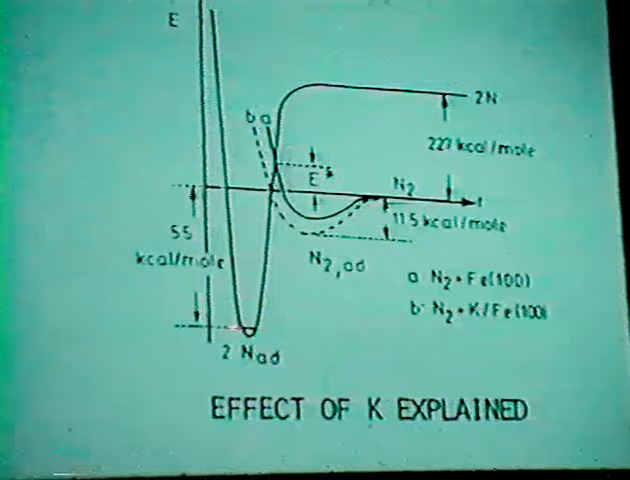 E
2N
b a
227 kcal/mole
E*
N2
r
11.5 kcal/mole
55
kcal/mole
N2,ad
a N2 + Fe(100)
b: N2 + K/Fe(100)
2 Nad
EFFECT OF K EXPLAINED